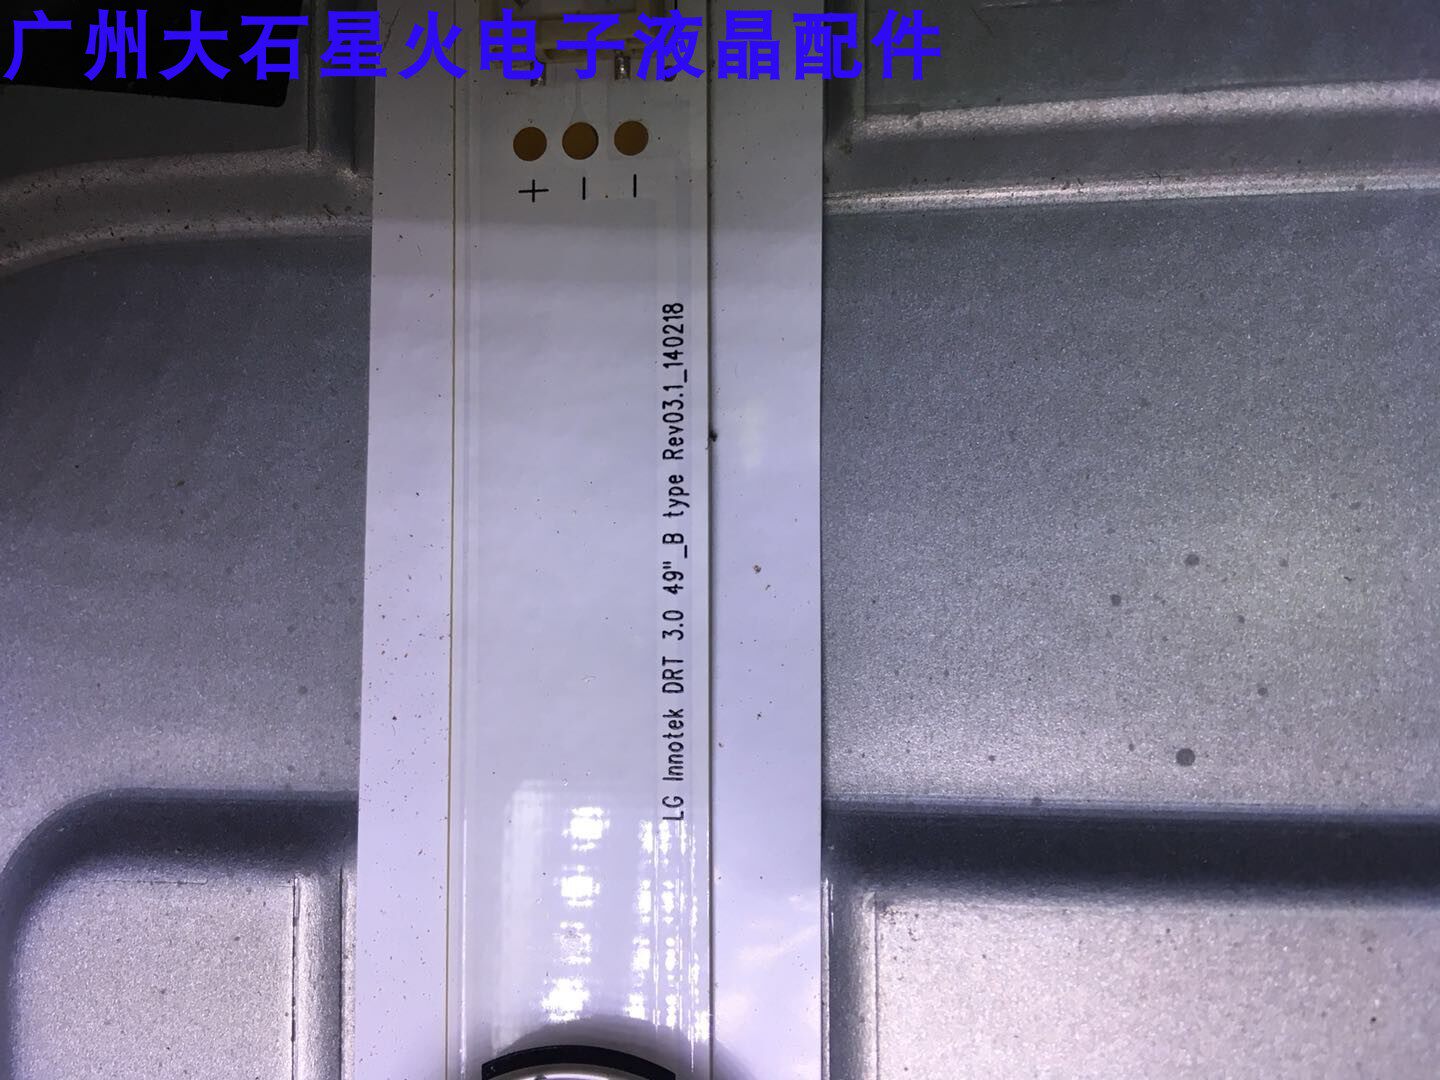 广州大石星火电子液晶配件
+ - -
LG Innotek DRT 3.0 49"_B type Rev03.1_140218